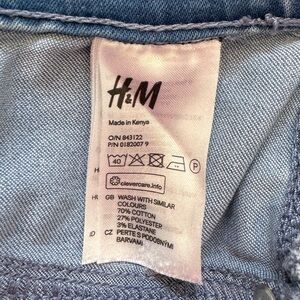 H&M
Made in Kenya
O/N 843122
P/N 0182007 9
40 P
clevercare.info
GB WASH WITH SIMILAR
COLOURS
70% COTTON
27% POLYESTER
3% ELASTANE
CZ PERTE S PODOBNÝMI
BARVAMI